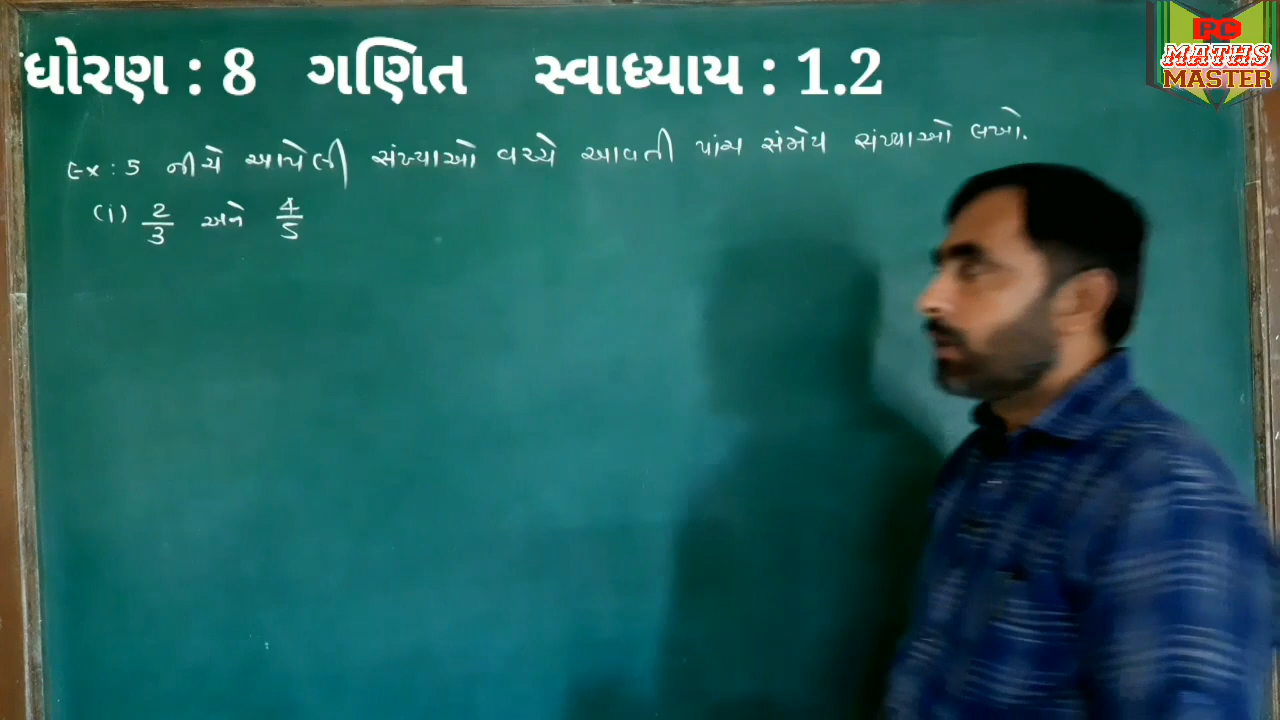 ધોરણ : 8 ગણિત સ્વાધ્યાય : 1.2
PC
MATHS
MASTER
Ex : 5 નીચે આપેલી સંખ્યાઓ વચ્ચે આવતી પાંચ સંમેય સંખ્યાઓ લખો.
(i) 2/3 અને 4/5